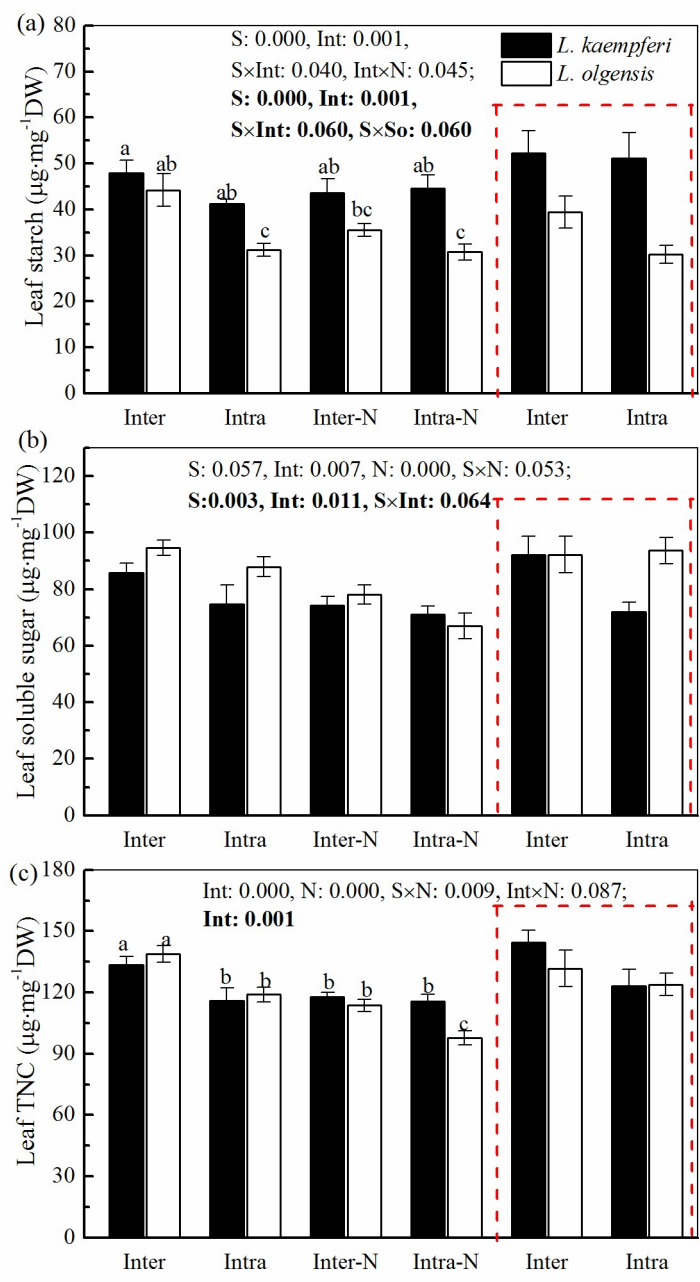 (a)
80
70
60
50
40
30
20
10
0
Leaf starch (μg·mg⁻¹DW)
S: 0.000, Int: 0.001,
S×Int: 0.040, Int×N: 0.045;
S: 0.000, Int: 0.001,
S×Int: 0.060, S×So: 0.060
L. kaempferi
L. olgensis
a ab ab c ab bc ab c
Inter Intra Inter-N Intra-N Inter Intra
(b)
120
100
80
60
40
20
0
Leaf soluble sugar (μg·mg⁻¹DW)
S: 0.057, Int: 0.007, N: 0.000, S×N: 0.053;
S:0.003, Int: 0.011, S×Int: 0.064
Inter Intra Inter-N Intra-N Inter Intra
(c)
180
150
120
90
60
30
0
Leaf TNC (μg·mg⁻¹DW)
Int: 0.000, N: 0.000, S×N: 0.009, Int×N: 0.087;
Int: 0.001
a a b b b b b c
Inter Intra Inter-N Intra-N Inter Intra